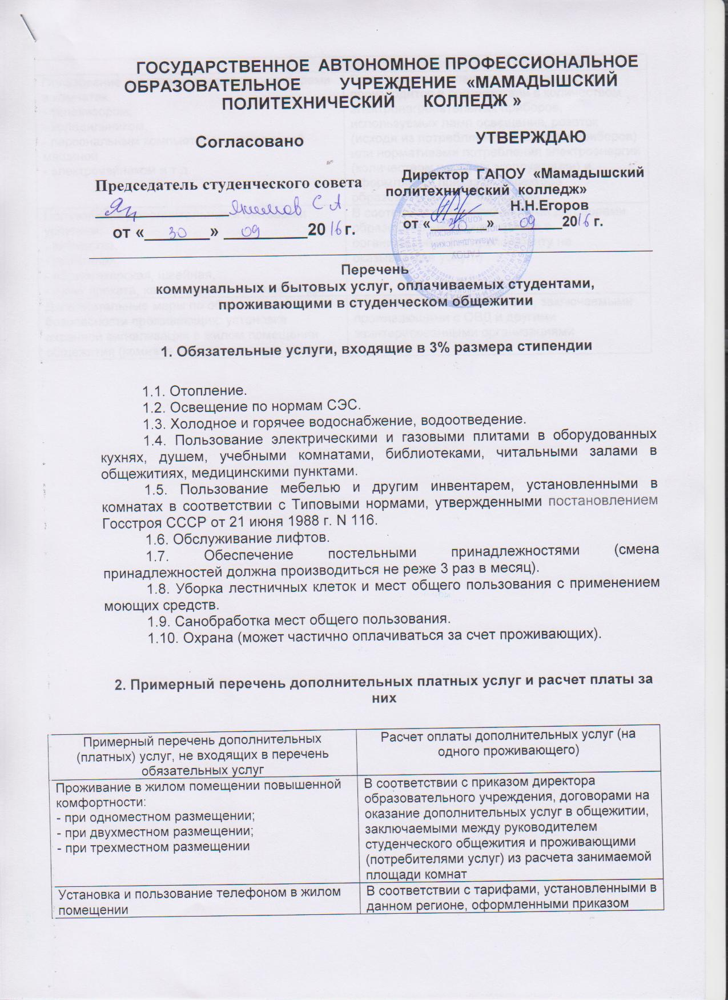 ГОСУДАРСТВЕННОЕ АВТОНОМНОЕ ПРОФЕССИОНАЛЬНОЕ
ОБРАЗОВАТЕЛЬНОЕ УЧРЕЖДЕНИЕ «МАМАДЫШСКИЙ
ПОЛИТЕХНИЧЕСКИЙ КОЛЛЕДЖ »
Согласовано
Председатель студенческого совета
Якимов С А
от « 30 » 09 20 16 г.
УТВЕРЖДАЮ
Директор ГАПОУ «Мамадышский
политехнический колледж»
Н.Н.Егоров
от « 30 » 09 2016 г.
Перечень
коммунальных и бытовых услуг, оплачиваемых студентами,
проживающими в студенческом общежитии
1. Обязательные услуги, входящие в 3% размера стипендии
1.1. Отопление.
1.2. Освещение по нормам СЭС.
1.3. Холодное и горячее водоснабжение, водоотведение.
1.4. Пользование электрическими и газовыми плитами в оборудованных
кухнях, душем, учебными комнатами, библиотеками, читальными залами в
общежитиях, медицинскими пунктами.
1.5. Пользование мебелью и другим инвентарем, установленными в
комнатах в соответствии с Типовыми нормами, утвержденными постановлением
Госстроя СССР от 21 июня 1988 г. N 116.
1.6. Обслуживание лифтов.
1.7. Обеспечение постельными принадлежностями (смена
принадлежностей должна производиться не реже 3 раз в месяц).
1.8. Уборка лестничных клеток и мест общего пользования с применением
моющих средств.
1.9. Санобработка мест общего пользования.
1.10. Охрана (может частично оплачиваться за счет проживающих).
2. Примерный перечень дополнительных платных услуг и расчет платы за
них
Примерный перечень дополнительных
(платных) услуг, не входящих в перечень
обязательных услуг
Расчет оплаты дополнительных услуг (на
одного проживающего)
Проживание в жилом помещении повышенной
комфортности:
- при одноместном размещении;
- при двухместном размещении;
- при трехместном размещении
В соответствии с приказом директора
образовательного учреждения, договорами на
оказание дополнительных услуг в общежитии,
заключаемыми между руководителем
студенческого общежития и проживающими
(потребителями услуг) из расчета занимаемой
площади комнат
Установка и пользование телефоном в жилом
помещении
В соответствии с тарифами, установленными в
данном регионе, оформленными приказом